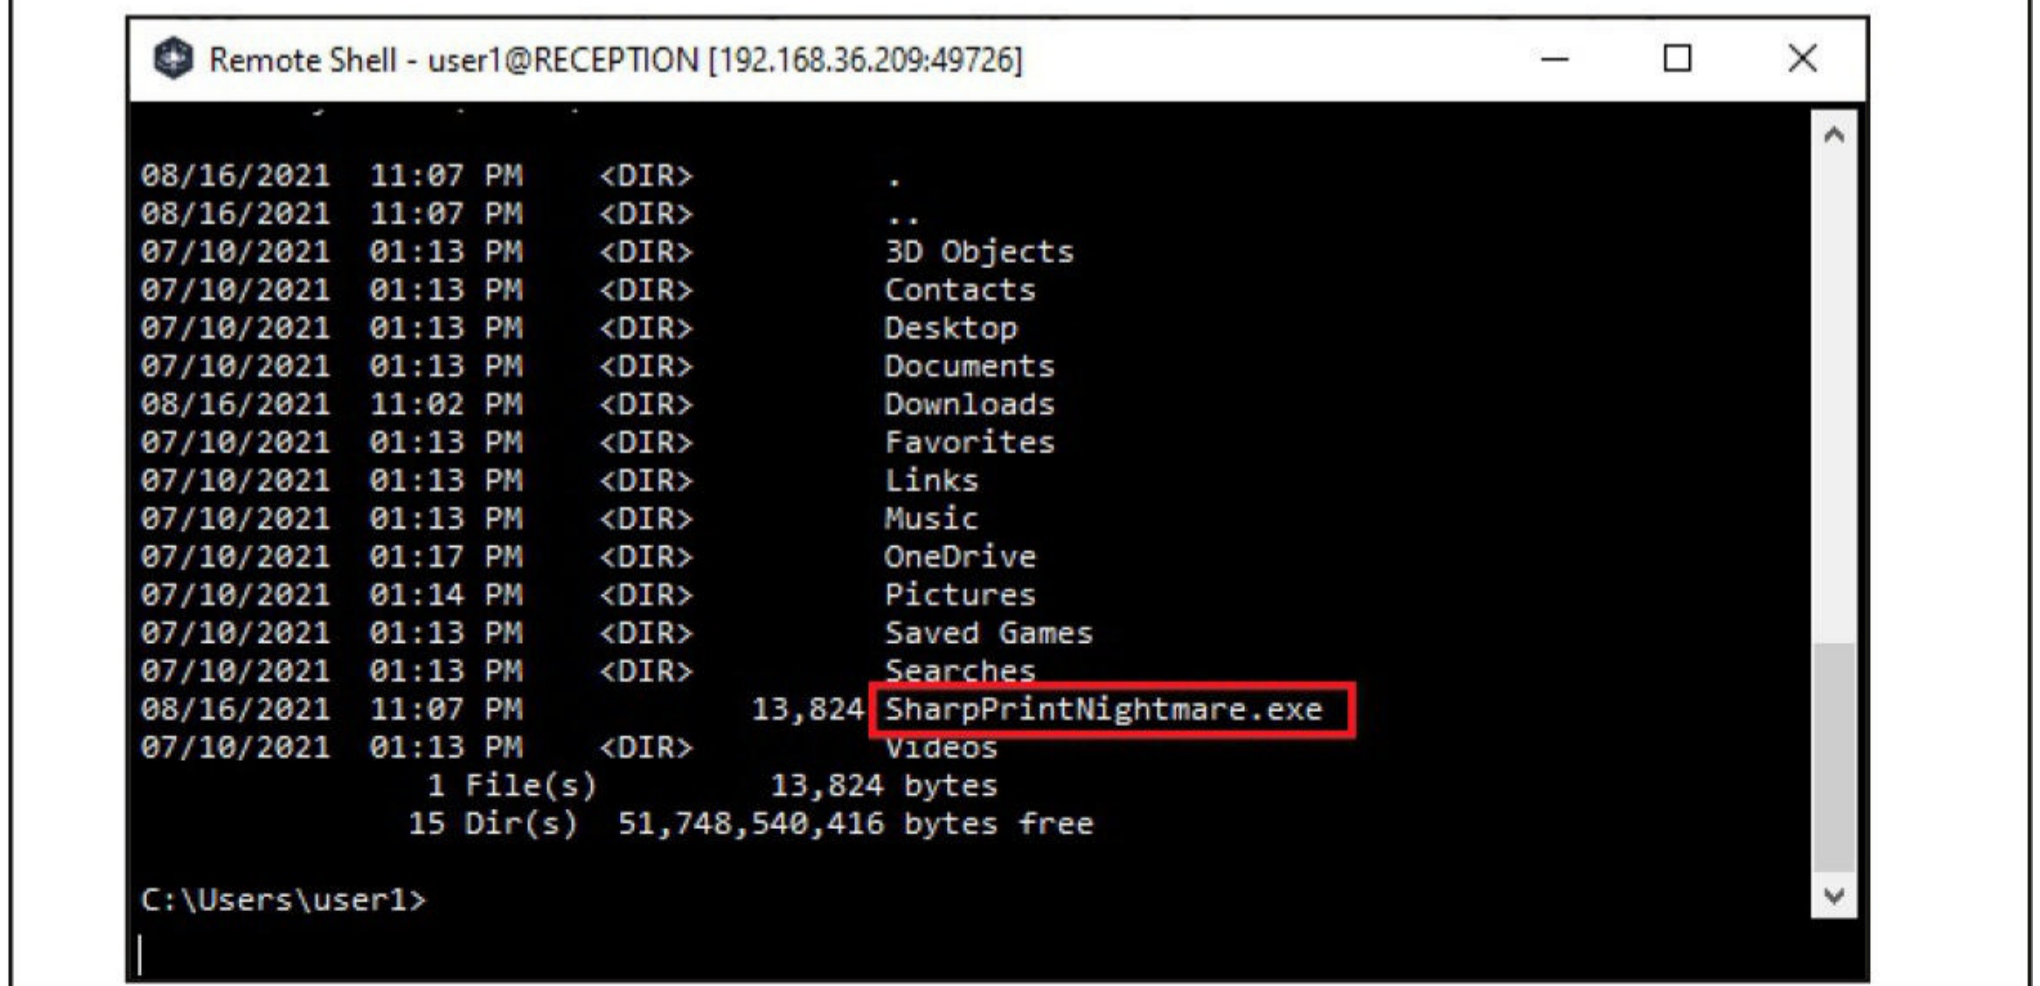 Remote Shell - user1@RECEPTION [192.168.36.209:49726]
08/16/2021  11:07 PM    <DIR>          .
08/16/2021  11:07 PM    <DIR>          ..
07/10/2021  01:13 PM    <DIR>          3D Objects
07/10/2021  01:13 PM    <DIR>          Contacts
07/10/2021  01:13 PM    <DIR>          Desktop
07/10/2021  01:13 PM    <DIR>          Documents
08/16/2021  11:02 PM    <DIR>          Downloads
07/10/2021  01:13 PM    <DIR>          Favorites
07/10/2021  01:13 PM    <DIR>          Links
07/10/2021  01:13 PM    <DIR>          Music
07/10/2021  01:17 PM    <DIR>          OneDrive
07/10/2021  01:14 PM    <DIR>          Pictures
07/10/2021  01:13 PM    <DIR>          Saved Games
07/10/2021  01:13 PM    <DIR>          Searches
08/16/2021  11:07 PM            13,824 SharpPrintNightmare.exe
07/10/2021  01:13 PM    <DIR>          Videos
1 File(s)         13,824 bytes
15 Dir(s)  51,748,540,416 bytes free
C:\Users\user1>